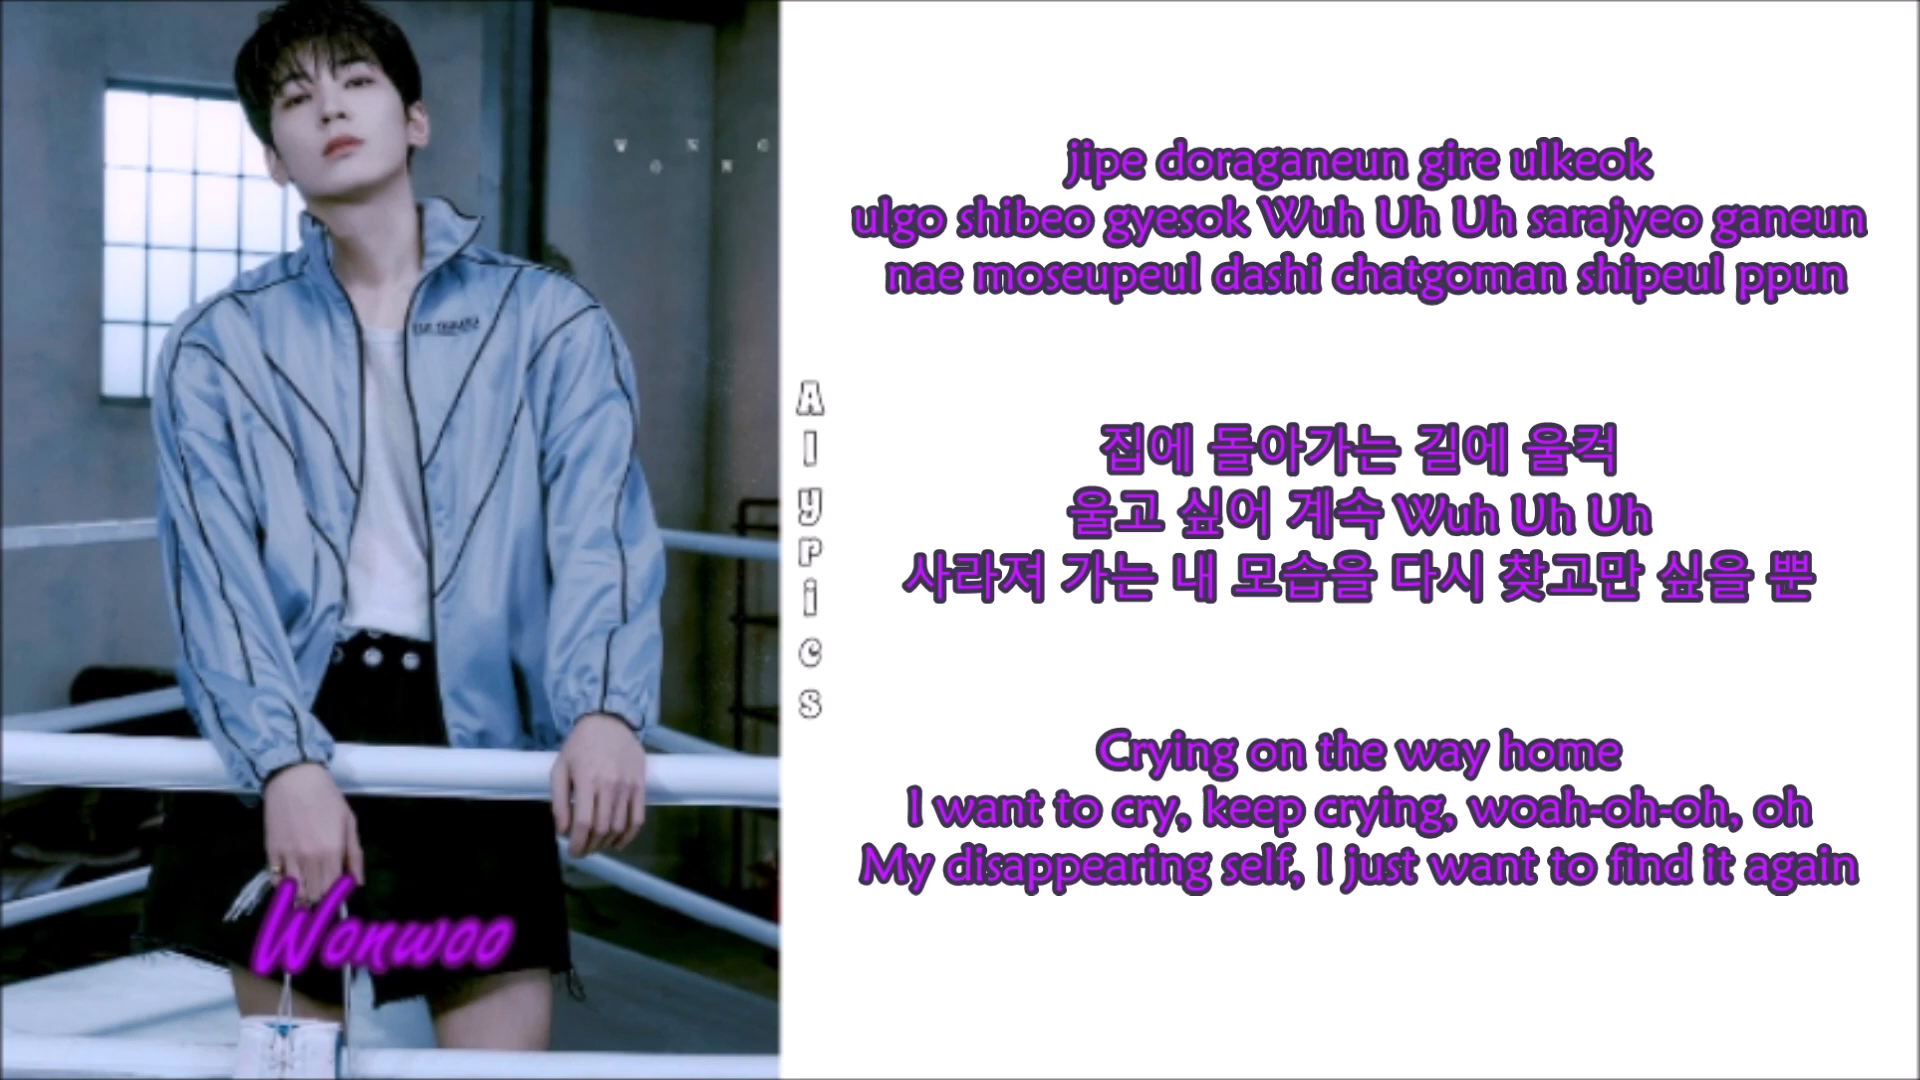 jipe doraganeun gire ulkeok
ulgo shibeo gyesok Wuh Uh Uh sarajyeo ganeun
nae moseupeul dashi chatgoman shipeul ppun
집에 돌아가는 길에 울컥
울고 싶어 계속 Wuh Uh Uh
사라져 가는 내 모습을 다시 찾고만 싶을 뿐
Crying on the way home
I want to cry, keep crying, woah-oh-oh, oh
My disappearing self, I just want to find it again
Alyrics
Wonwoo